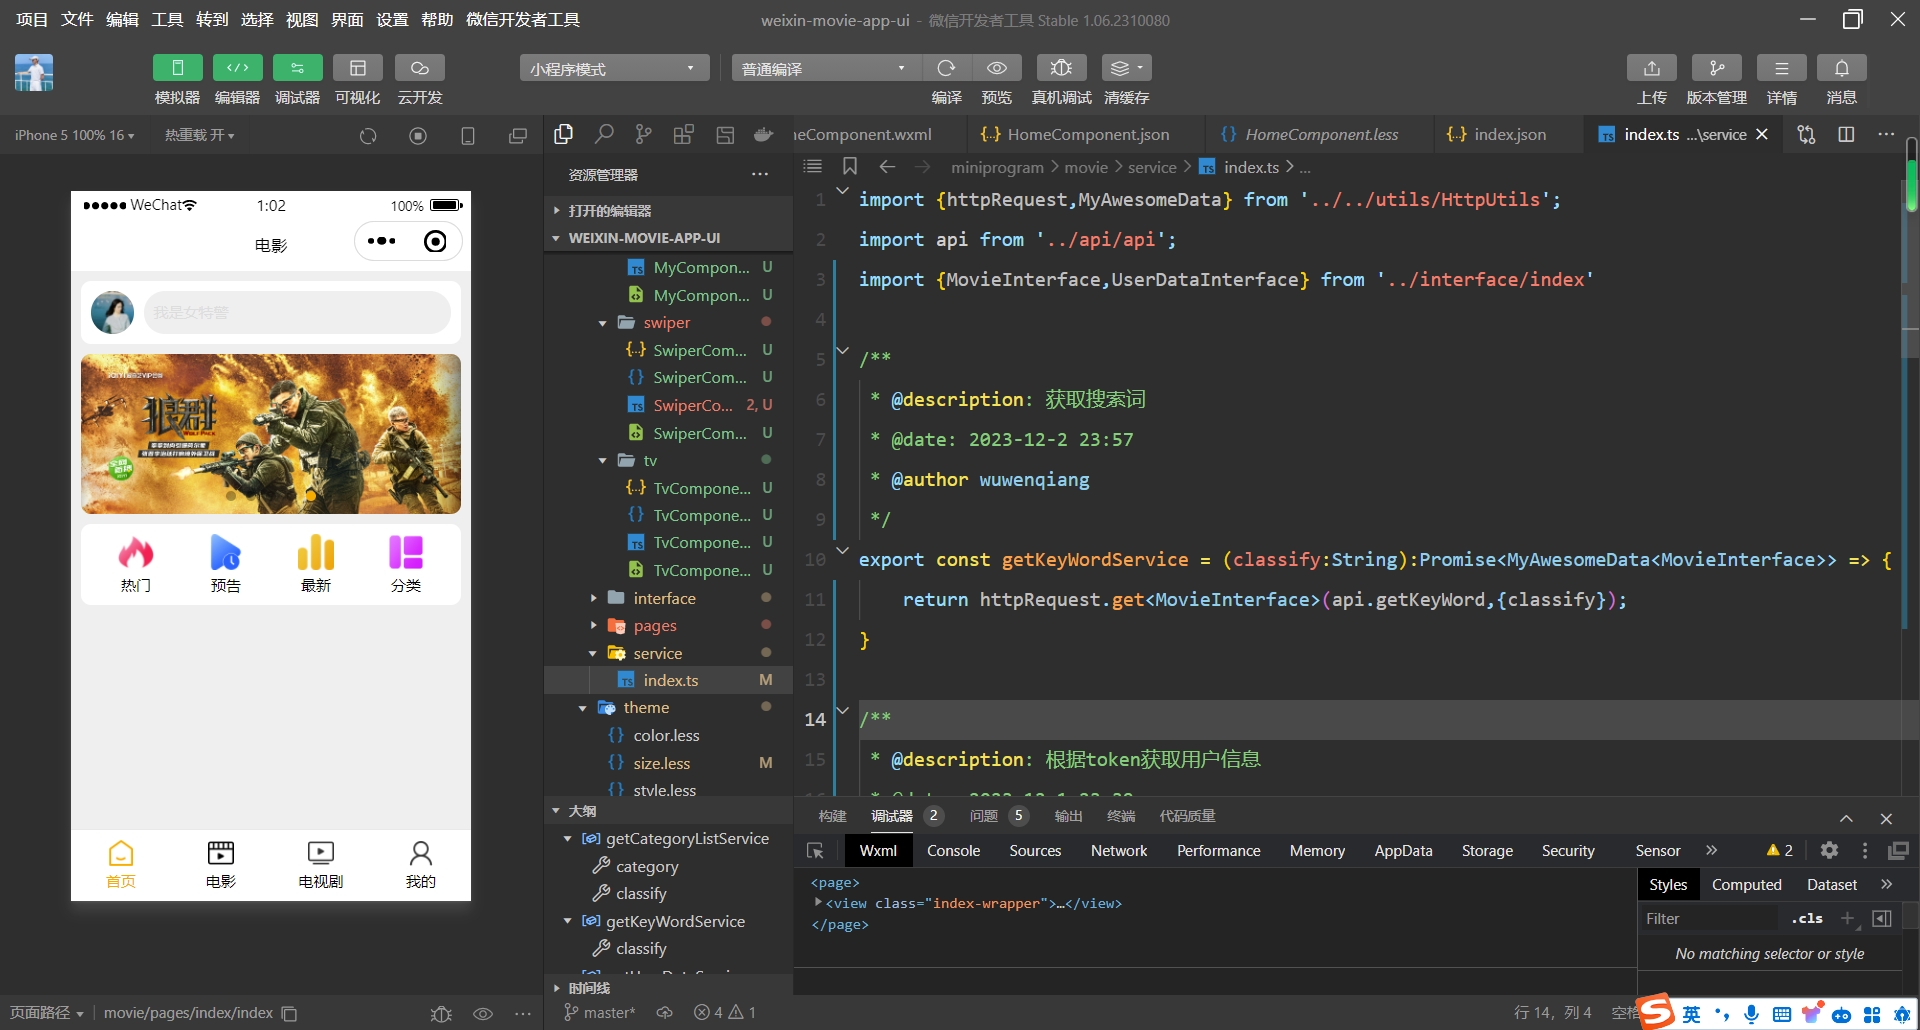 项目 文件 编辑 工具 转到 选择 视图 界面 设置 帮助 微信开发者工具
weixin-movie-app-ui - 微信开发者工具 Stable 1.06.2310080
小程序模式
普通编译
模拟器 编辑器 调试器 可视化 云开发
编译 预览 真机调试 清缓存
上传 版本管理 详情 消息
iPhone 5 100% 16
热重载 开
WeChat
1:02
100%
电影
我是女特警
狼群
WOLF PACK
热门 预告 最新 分类
首页 电影 电视剧 我的
页面路径
movie/pages/index/index
资源管理器
打开的编辑器
WEIXIN-MOVIE-APP-UI
MyCompon... U
MyCompon... U
swiper
SwiperCom... U
SwiperCom... U
SwiperCo... 2, U
SwiperCom... U
tv
TvCompone... U
TvCompone... U
TvCompone... U
TvCompone... U
interface
pages
service
index.ts M
theme
color.less
size.less M
style.less
大纲
getCategoryListService
category
classify
getKeyWordService
classify
时间线
master*
4 1
neComponent.wxml
HomeComponent.json
HomeComponent.less
index.json
index.ts ...\service
miniprogram > movie > service > index.ts > ...
1 import {httpRequest,MyAwesomeData} from '../../utils/HttpUtils';
2 import api from '../api/api';
3 import {MovieInterface,UserDataInterface} from '../interface/index'
4
5 /**
6 * @description: 获取搜索词
7 * @date: 2023-12-2 23:57
8 * @author wuwenqiang
9 */
10 export const getKeyWordService = (classify:String):Promise<MyAwesomeData<MovieInterface>> => {
11 return httpRequest.get<MovieInterface>(api.getKeyWord,{classify});
12 }
13
14 /**
15 * @description: 根据token获取用户信息
构建 调试器 2 问题 5 输出 终端 代码质量
Wxml Console Sources Network Performance Memory AppData Storage Security Sensor
2
<page>
<view class="index-wrapper">…</view>
</page>
Styles Computed Dataset
Filter
.cls
No matching selector or style
行 14，列 4
空格
英